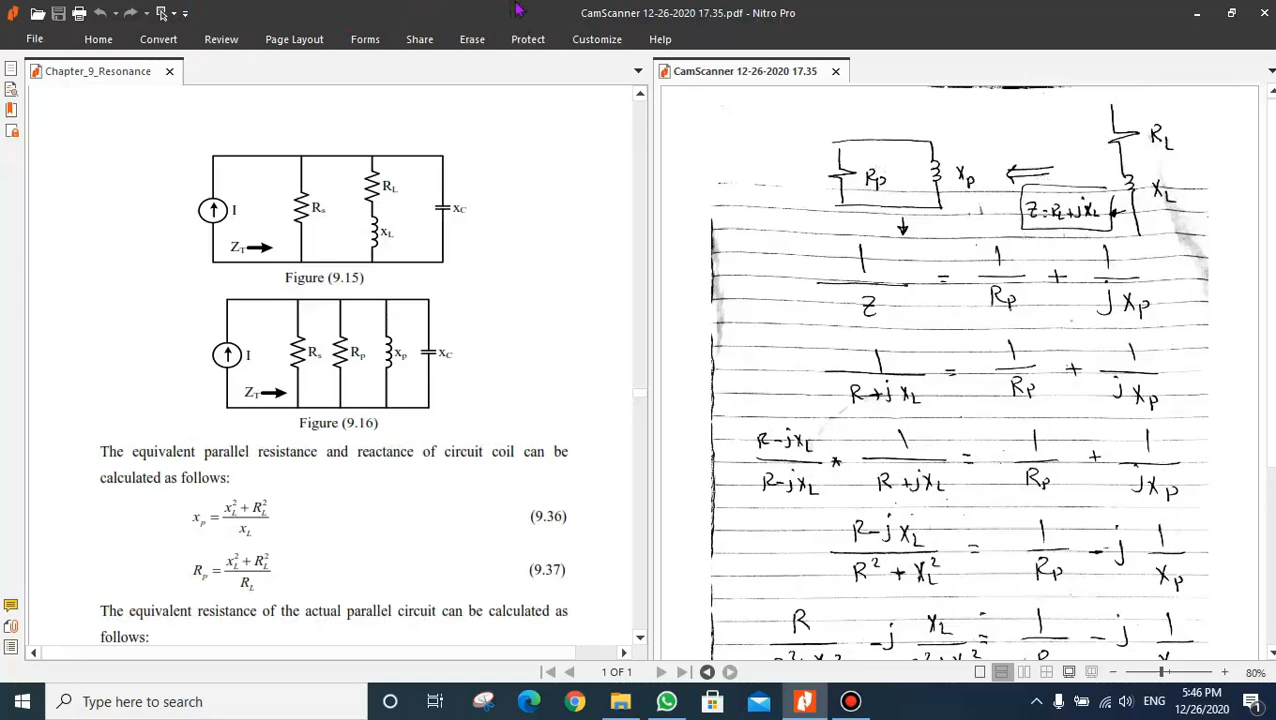 CamScanner 12-26-2020 17.35.pdf - Nitro Pro
File Home Convert Review Page Layout Forms Share Erase Protect Customize Help
Chapter_9_Resonance
I
Rs
RL
xL
xC
ZT
Figure (9.15)
I
Rs
Rp
xp
xC
ZT
Figure (9.16)
The equivalent parallel resistance and reactance of circuit coil can be
calculated as follows:
xp = (xL² + RL²) / xL (9.36)
Rp = (xL² + RL²) / RL (9.37)
The equivalent resistance of the actual parallel circuit can be calculated as
follows:
CamScanner 12-26-2020 17.35
Rp
Xp
⇐
RL
XL
Z = RL + jXL
1/Z = 1/Rp + 1/jXp
1/(R + jXL) = 1/Rp + 1/jXp
(R - jXL)/(R - jXL) * 1/(R + jXL) = 1/Rp + 1/jXp
(R - jXL)/(R² + XL²) = 1/Rp - j 1/Xp
1 OF 1
80%
Type here to search
ENG
5:46 PM
12/26/2020
1